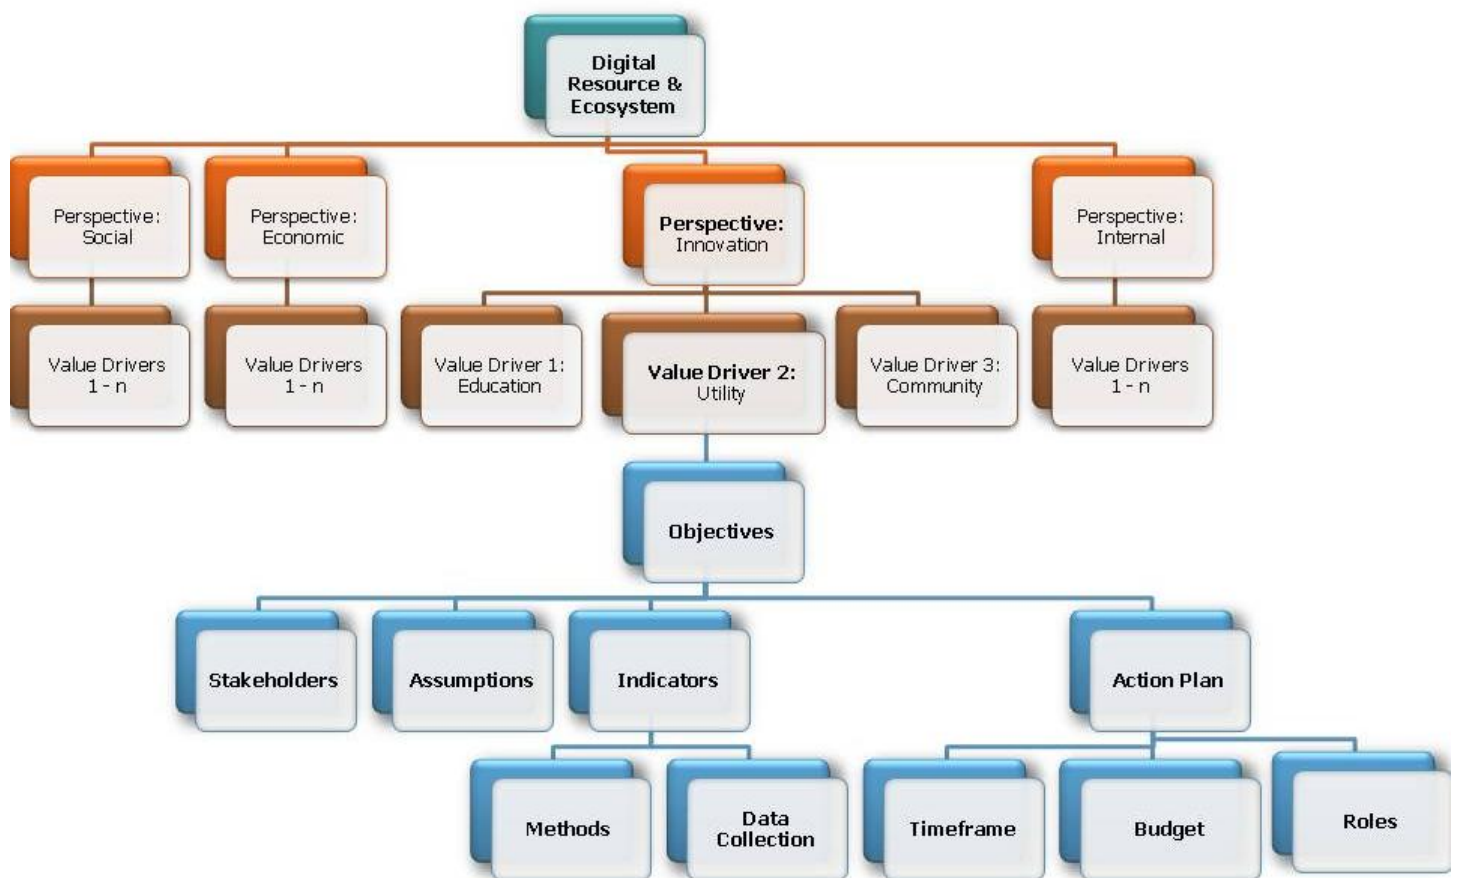 Digital
Resource &
Ecosystem
Perspective:
Social
Perspective:
Economic
Perspective:
Innovation
Perspective:
Internal
Value Drivers
1 - n
Value Drivers
1 - n
Value Driver 1:
Education
Value Driver 2:
Utility
Value Driver 3:
Community
Value Drivers
1 - n
Objectives
Stakeholders
Assumptions
Indicators
Action Plan
Methods
Data
Collection
Timeframe
Budget
Roles